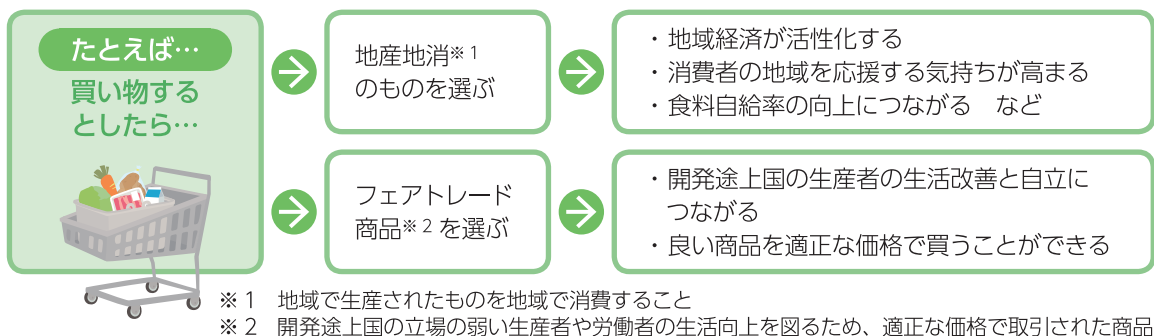 たとえば…
買い物する
としたら…
地産地消※1
のものを選ぶ
・地域経済が活性化する
・消費者の地域を応援する気持ちが高まる
・食料自給率の向上につながる　など
フェアトレード
商品※2 を選ぶ
・開発途上国の生産者の生活改善と自立に
つながる
・良い商品を適正な価格で買うことができる
※1　地域で生産されたものを地域で消費すること
※2　開発途上国の立場の弱い生産者や労働者の生活向上を図るため、適正な価格で取引された商品